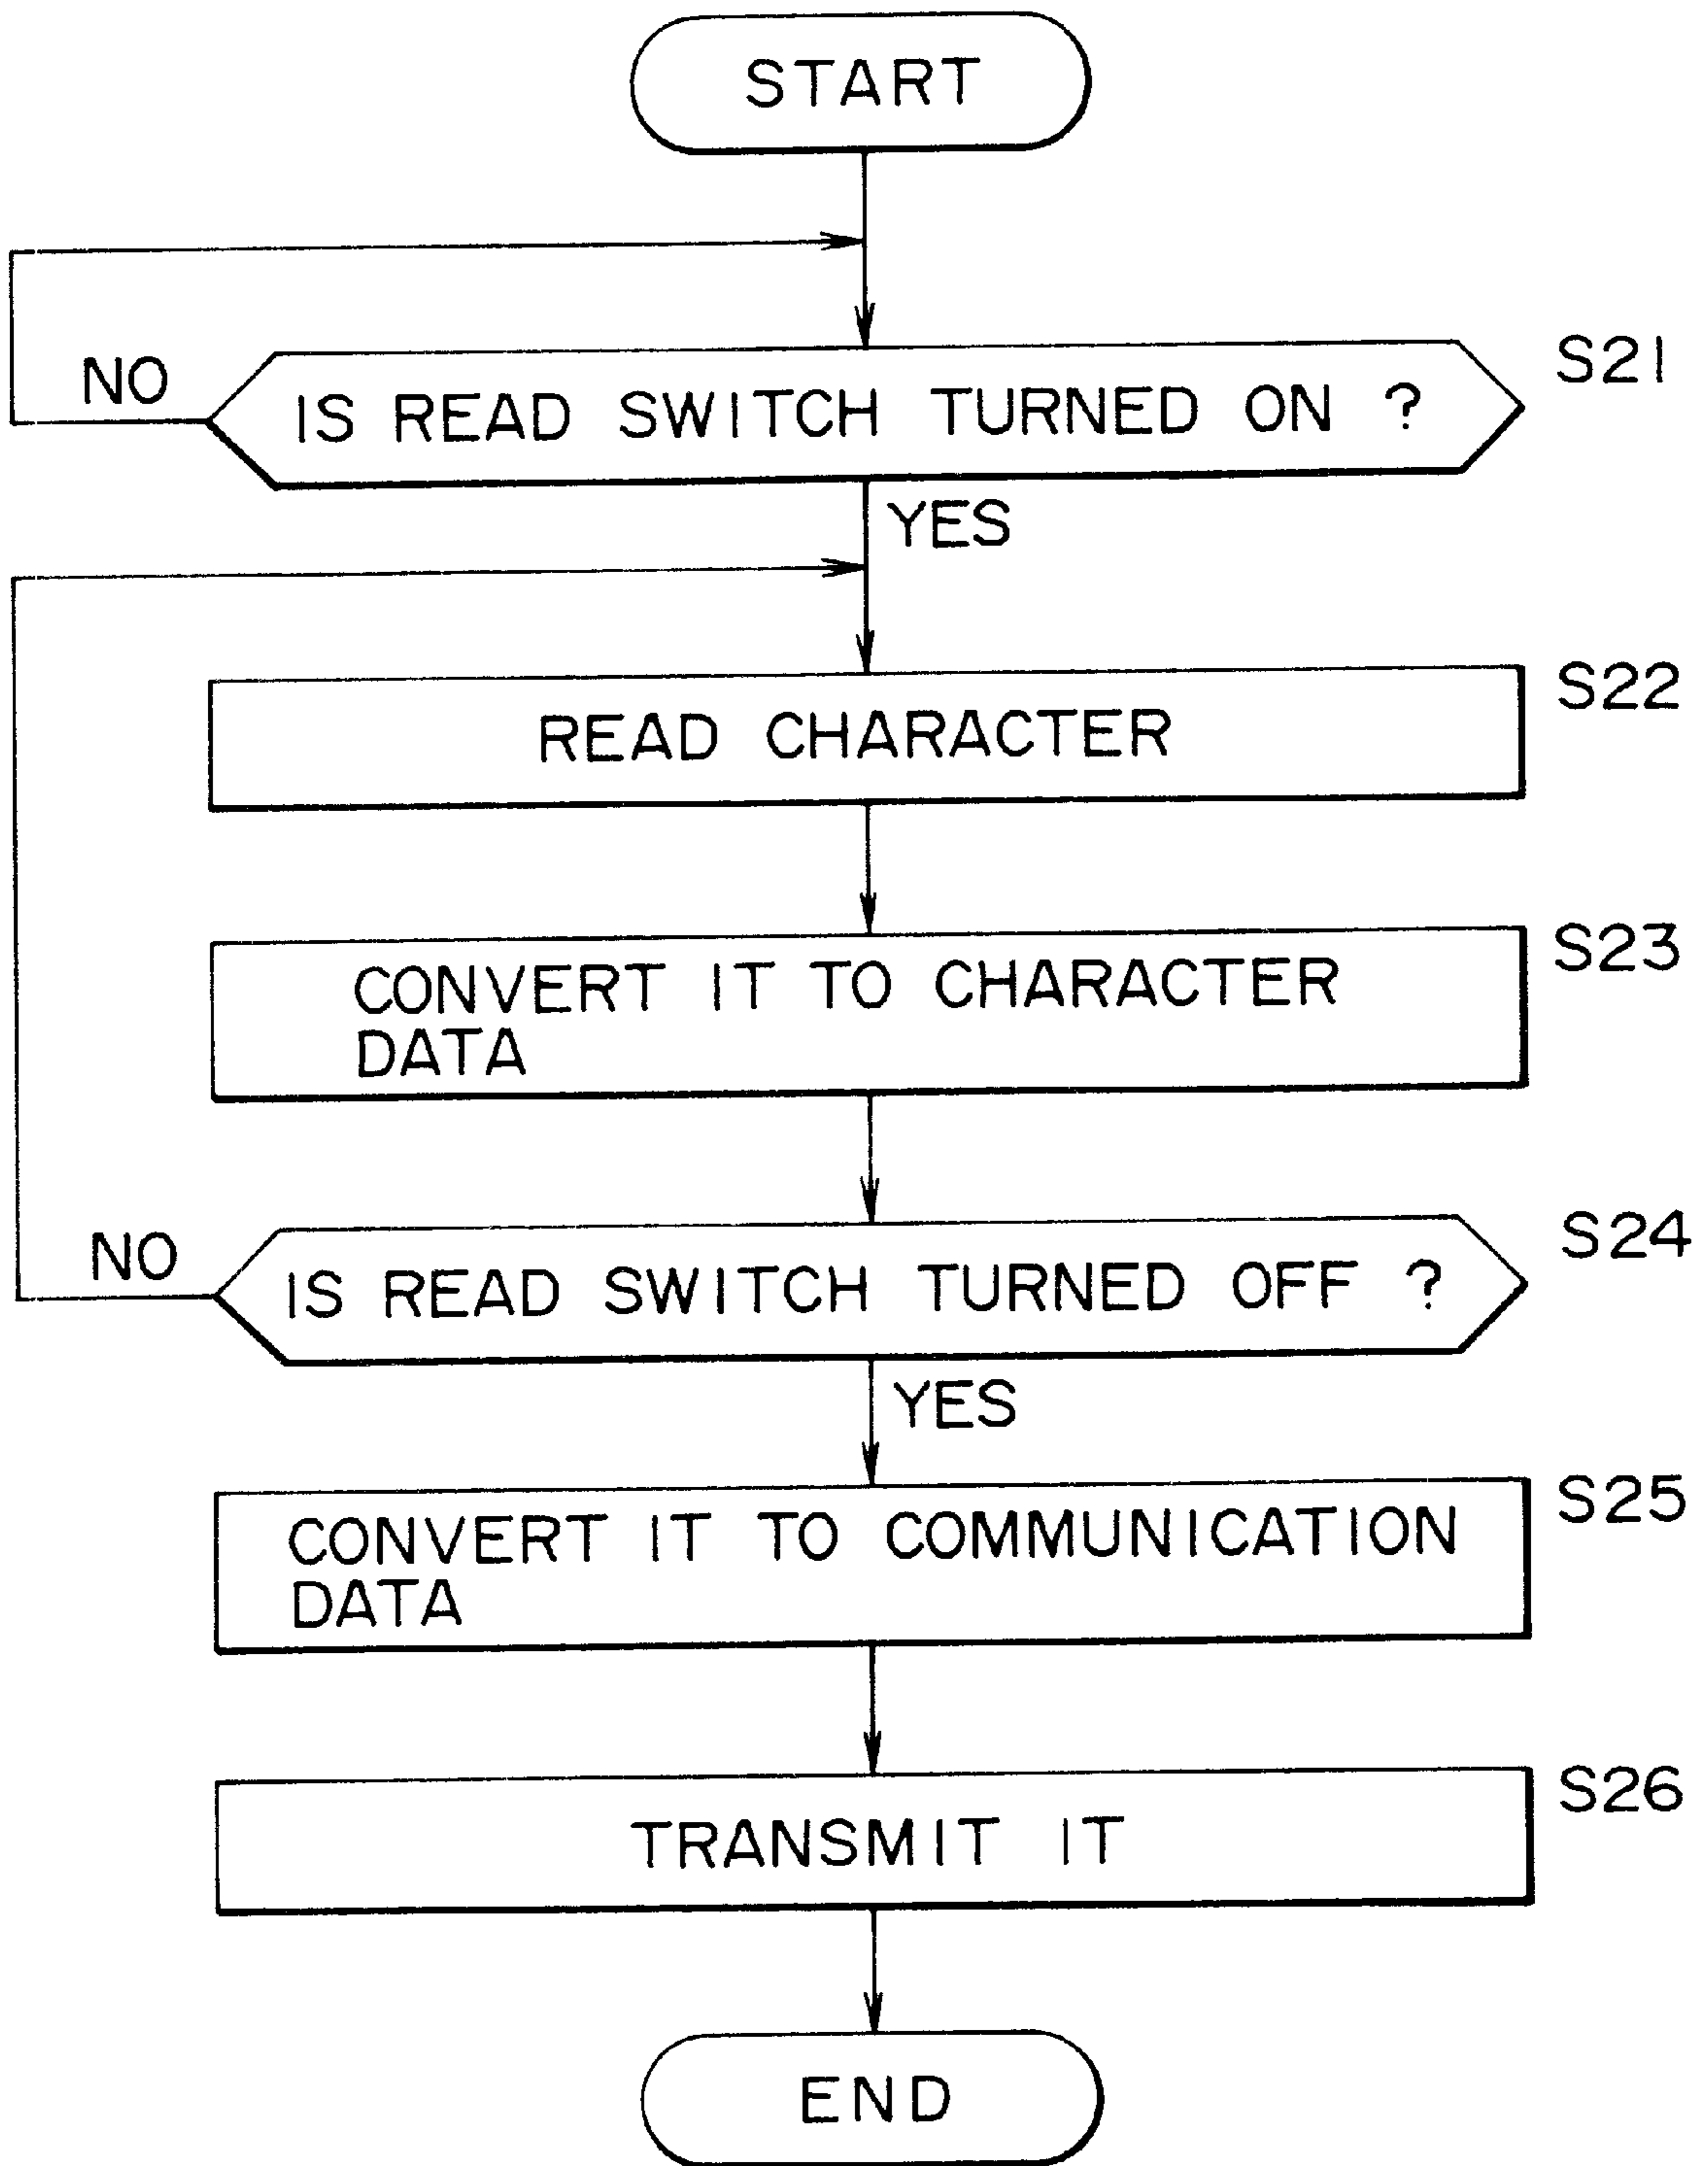 START
NO
IS READ SWITCH TURNED ON ?
S21
YES
READ CHARACTER
S22
CONVERT IT TO CHARACTER
DATA
S23
NO
IS READ SWITCH TURNED OFF ?
S24
YES
CONVERT IT TO COMMUNICATION
DATA
S25
TRANSMIT IT
S26
END